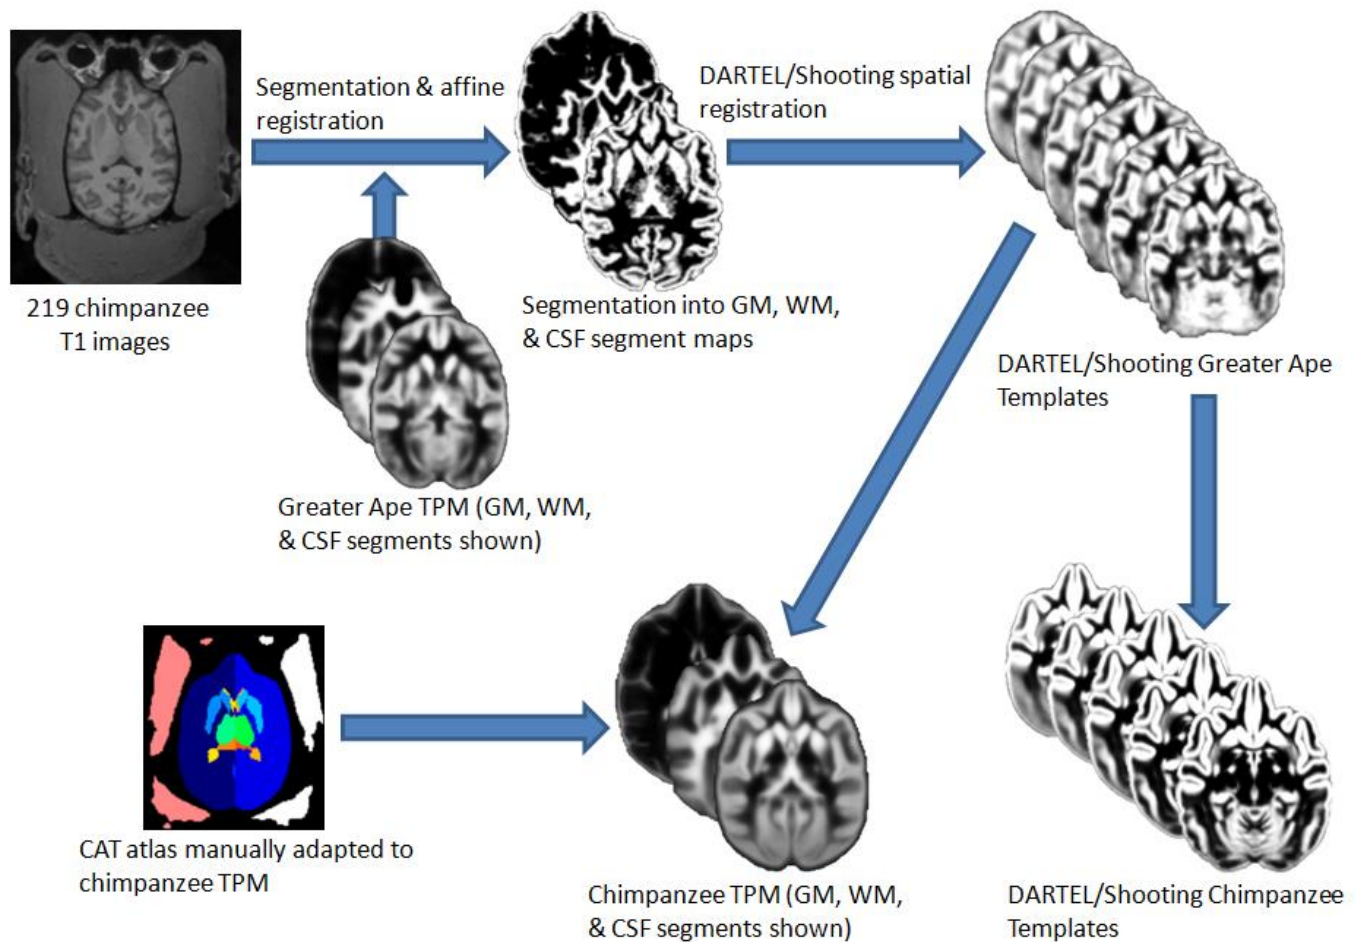 Segmentation & affine
registration
DARTEL/Shooting spatial
registration
219 chimpanzee
T1 images
Segmentation into GM, WM,
& CSF segment maps
DARTEL/Shooting Greater Ape
Templates
Greater Ape TPM (GM, WM,
& CSF segments shown)
CAT atlas manually adapted to
chimpanzee TPM
Chimpanzee TPM (GM, WM,
& CSF segments shown)
DARTEL/Shooting Chimpanzee
Templates